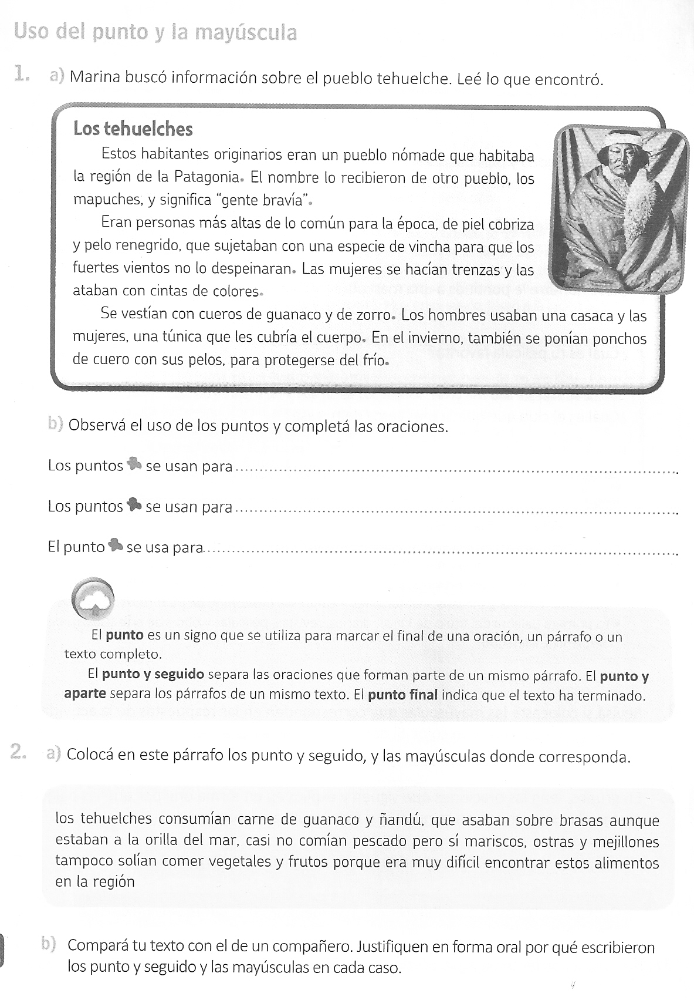 Uso del punto y la mayúscula
1. a) Marina buscó información sobre el pueblo tehuelche. Leé lo que encontró.
Los tehuelches
Estos habitantes originarios eran un pueblo nómade que habitaba
la región de la Patagonia. El nombre lo recibieron de otro pueblo, los
mapuches, y significa “gente bravía”.
Eran personas más altas de lo común para la época, de piel cobriza
y pelo renegrido, que sujetaban con una especie de vincha para que los
fuertes vientos no lo despeinaran. Las mujeres se hacían trenzas y las
ataban con cintas de colores.
Se vestían con cueros de guanaco y de zorro. Los hombres usaban una casaca y las
mujeres, una túnica que les cubría el cuerpo. En el invierno, también se ponían ponchos
de cuero con sus pelos, para protegerse del frío.
b) Observá el uso de los puntos y completá las oraciones.
Los puntos se usan para ..............................
Los puntos se usan para ..............................
El punto se usa para ..............................
El punto es un signo que se utiliza para marcar el final de una oración, un párrafo o un
texto completo.
El punto y seguido separa las oraciones que forman parte de un mismo párrafo. El punto y
aparte separa los párrafos de un mismo texto. El punto final indica que el texto ha terminado.
2. a) Colocá en este párrafo los punto y seguido, y las mayúsculas donde corresponda.
los tehuelches consumían carne de guanaco y ñandú, que asaban sobre brasas aunque
estaban a la orilla del mar, casi no comían pescado pero sí mariscos, ostras y mejillones
tampoco solían comer vegetales y frutos porque era muy difícil encontrar estos alimentos
en la región
b) Compará tu texto con el de un compañero. Justifiquen en forma oral por qué escribieron
los punto y seguido y las mayúsculas en cada caso.